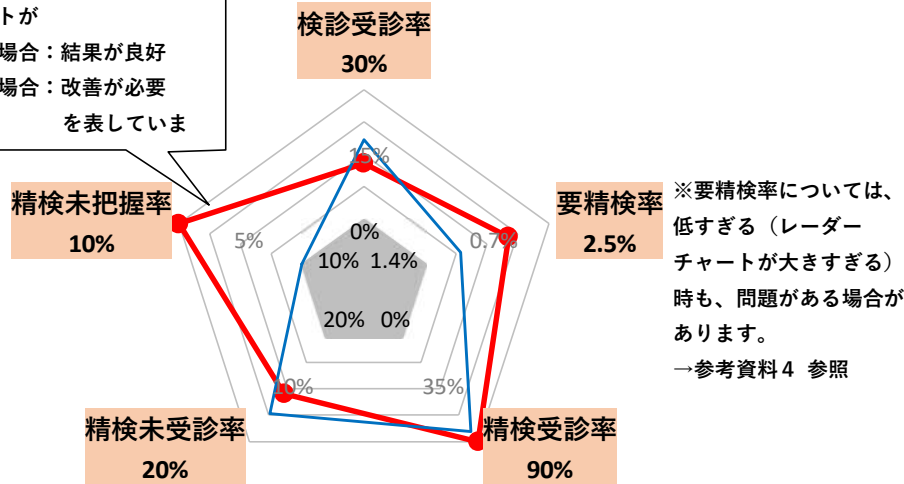 トが
場合：結果が良好
場合：改善が必要
を表していま
検診受診率
30%
15%
精検未把握率
10%
5%
0%
0.7%
要精検率
2.5%
10%
1.4%
20%
0%
※要精検率については、
低すぎる（レーダー
チャートが大きすぎる）
時も、問題がある場合が
あります。
→参考資料４ 参照
10%
35%
精検未受診率
20%
精検受診率
90%